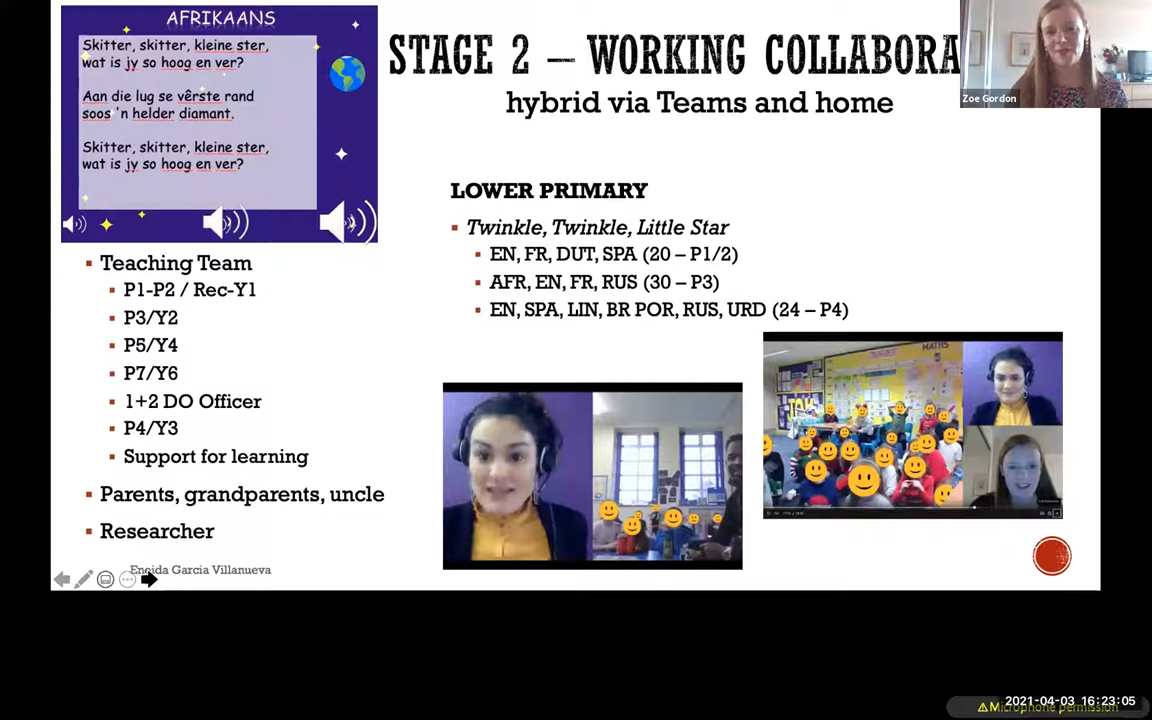 AFRIKAANS
Skitter, skitter, kleine ster,
wat is jy so hoog en ver?
Aan die lug se vêrste rand
soos 'n helder diamant.
Skitter, skitter, kleine ster,
wat is jy so hoog en ver?
STAGE 2 – WORKING COLLABORA
hybrid via Teams and home
Zoe Gordon
LOWER PRIMARY
Twinkle, Twinkle, Little Star
EN, FR, DUT, SPA (20 – P1/2)
AFR, EN, FR, RUS (30 – P3)
EN, SPA, LIN, BR POR, RUS, URD (24 – P4)
Teaching Team
P1-P2 / Rec-Y1
P3/Y2
P5/Y4
P7/Y6
1+2 DO Officer
P4/Y3
Support for learning
Parents, grandparents, uncle
Researcher
MATHS
Eneida Garcia Villanueva
2021-04-03 16:23:05
Microphone permission